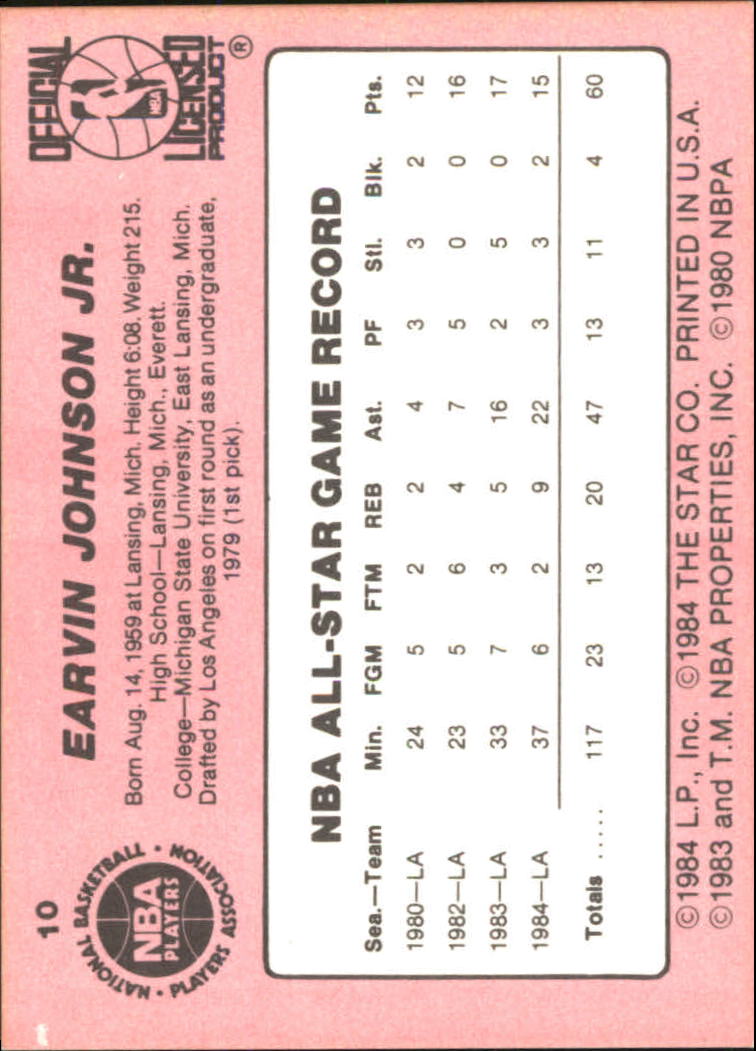 10
NATIONAL BASKETBALL
NBA
PLAYERS
PLAYERS ASSOCIATION
EARVIN JOHNSON JR.
Born Aug. 14, 1959 at Lansing, Mich. Height 6:08. Weight 215.
High School—Lansing, Mich., Everett.
College—Michigan State University, East Lansing, Mich.
Drafted by Los Angeles on first round as an undergraduate,
1979 (1st pick).
OFFICIAL
NBA
LICENSED
PRODUCT ®
NBA ALL-STAR GAME RECORD
Sea.—Team Min. FGM FTM REB Ast. PF Stl. Blk. Pts.
1980—LA 24 5 2 2 4 3 3 2 12
1982—LA 23 5 6 4 7 5 0 0 16
1983—LA 33 7 3 5 16 2 5 0 17
1984—LA 37 6 2 9 22 3 3 2 15
Totals ...... 117 23 13 20 47 13 11 4 60
©1984 L.P., Inc. ©1984 THE STAR CO. PRINTED IN U.S.A.
©1983 and T.M. NBA PROPERTIES, INC. ©1980 NBPA